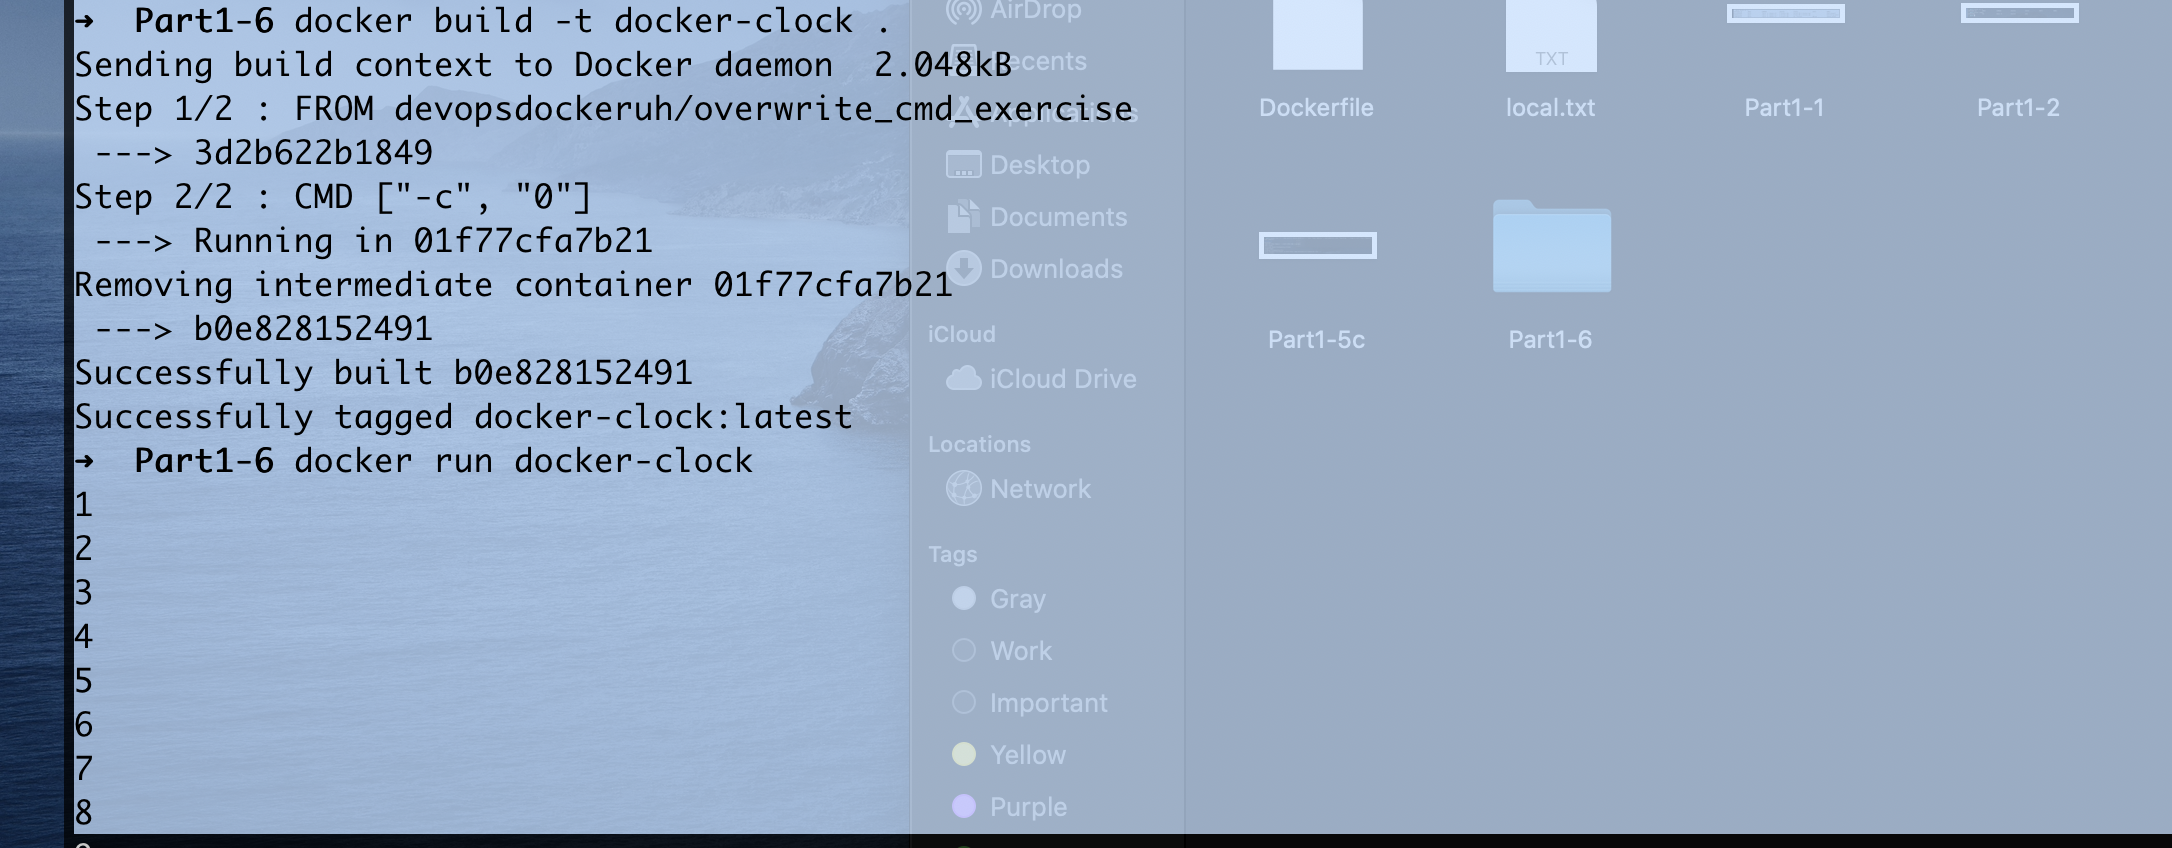 ➜  Part1-6 docker build -t docker-clock .
Sending build context to Docker daemon  2.048kB
Step 1/2 : FROM devopsdockeruh/overwrite_cmd_exercise
 ---> 3d2b622b1849
Step 2/2 : CMD ["-c", "0"]
 ---> Running in 01f77cfa7b21
Removing intermediate container 01f77cfa7b21
 ---> b0e828152491
Successfully built b0e828152491
Successfully tagged docker-clock:latest
➜  Part1-6 docker run docker-clock
1
2
3
4
5
6
7
8
AirDrop
Recents
Applications
Desktop
Documents
Downloads
iCloud
iCloud Drive
Locations
Network
Tags
Gray
Work
Important
Yellow
Purple
TXT
Dockerfile
local.txt
Part1-1
Part1-2
Part1-5c
Part1-6